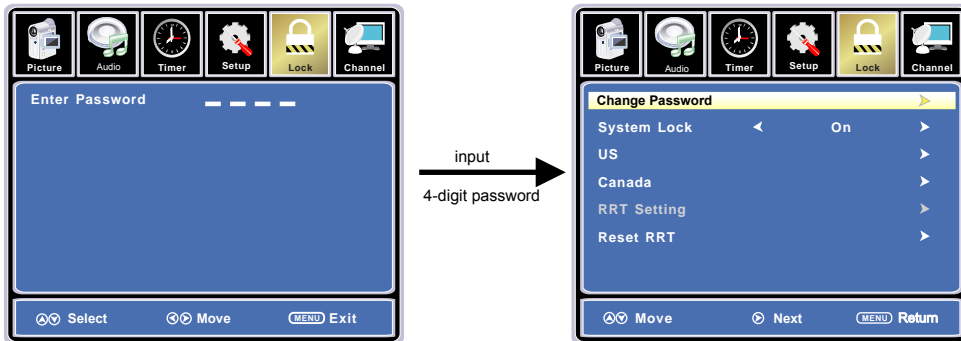 Picture Audio Timer Setup Lock Channel
Enter Password
Select Move MENU Exit
input
4-digit password
Picture Audio Timer Setup Lock Channel
Change Password
System Lock On
US
Canada
RRT Setting
Reset RRT
Move Next MENU Return